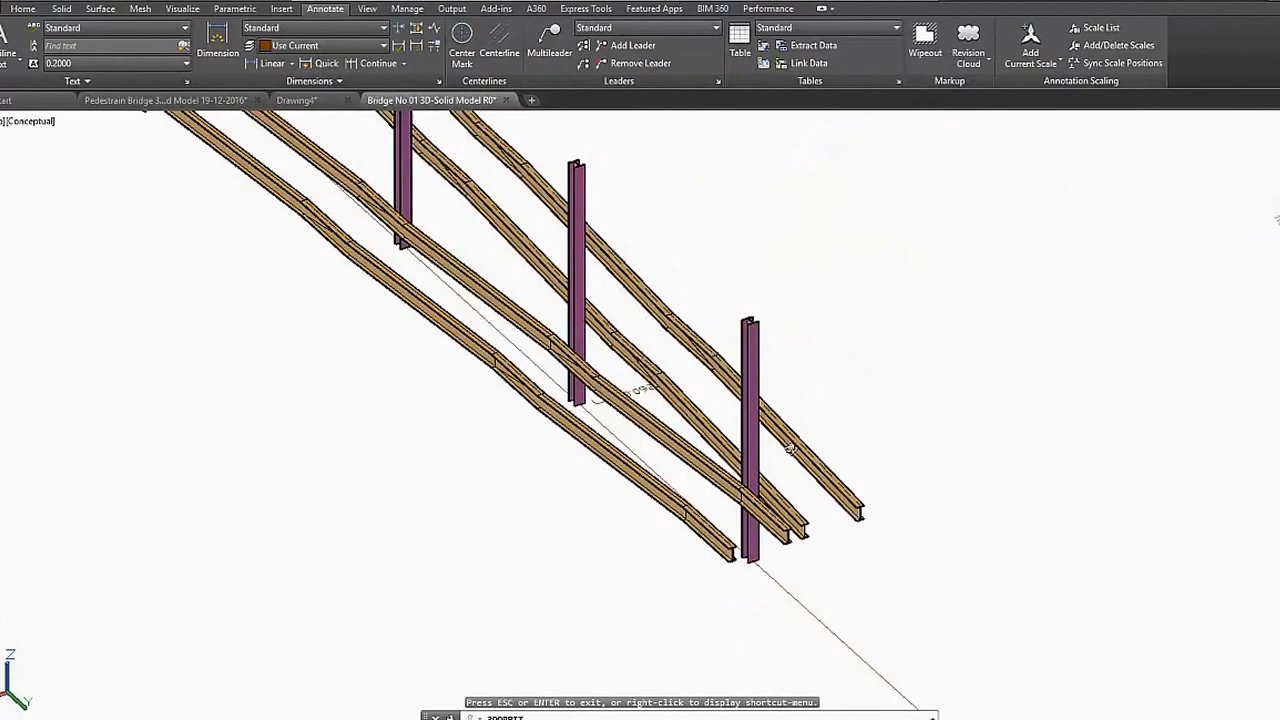 Home Solid Surface Mesh Visualize Parametric Insert Annotate View Manage Output Add-ins A360 Express Tools Featured Apps BIM 360 Performance
Standard Standard Standard Standard
Find text
0.2000
Use Current
Linear Quick Continue
Dimension
Center Mark
Centerline
Multileader
Add Leader
Remove Leader
Table
Extract Data
Link Data
Wipeout
Revision Cloud
Add Current Scale
Scale List
Add/Delete Scales
Sync Scale Positions
Text Dimensions Centerlines Leaders Tables Markup Annotation Scaling
Pedestrain Bridge 3...d Model 19-12-2016* Drawing4* Bridge No 01 3D-Solid Model R0*
[Conceptual]
Z
Y
Press ESC or ENTER to exit, or right-click to display shortcut-menu.
3DORBIT